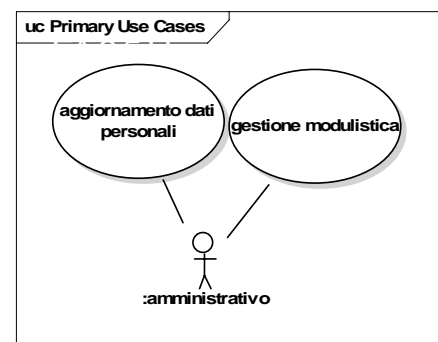 uc Primary Use Cases
aggiornamento dati
personali
gestione modulistica
:amministrativo